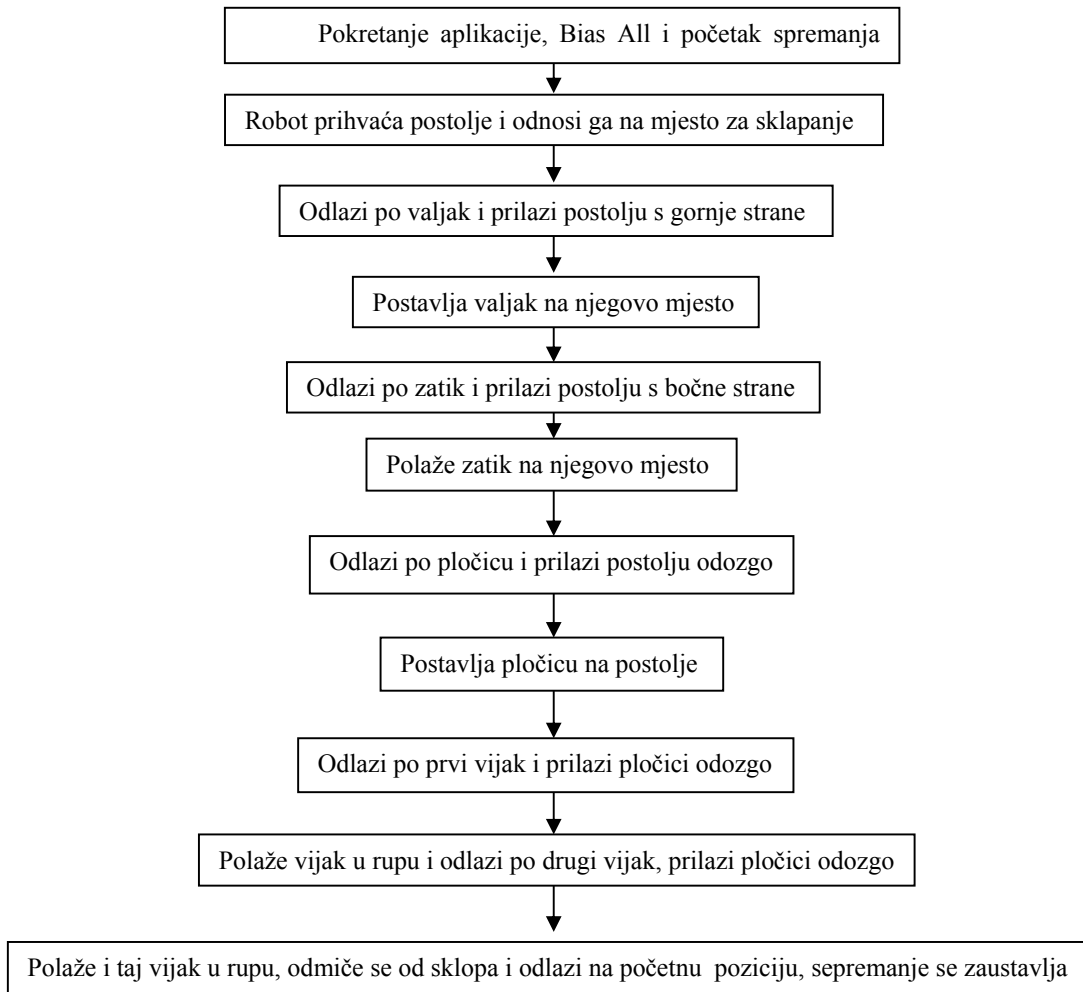 Pokretanje aplikacije, Bias All i početak spremanja
Robot prihvaća postolje i odnosi ga na mjesto za sklapanje
Odlazi po valjak i prilazi postolju s gornje strane
Postavlja valjak na njegovo mjesto
Odlazi po zatik i prilazi postolju s bočne strane
Polaže zatik na njegovo mjesto
Odlazi po pločicu i prilazi postolju odozgo
Postavlja pločicu na postolje
Odlazi po prvi vijak i prilazi pločici odozgo
Polaže vijak u rupu i odlazi po drugi vijak, prilazi pločici odozgo
Polaže i taj vijak u rupu, odmiče se od sklopa i odlazi na početnu poziciju, sepremanje se zaustavlja